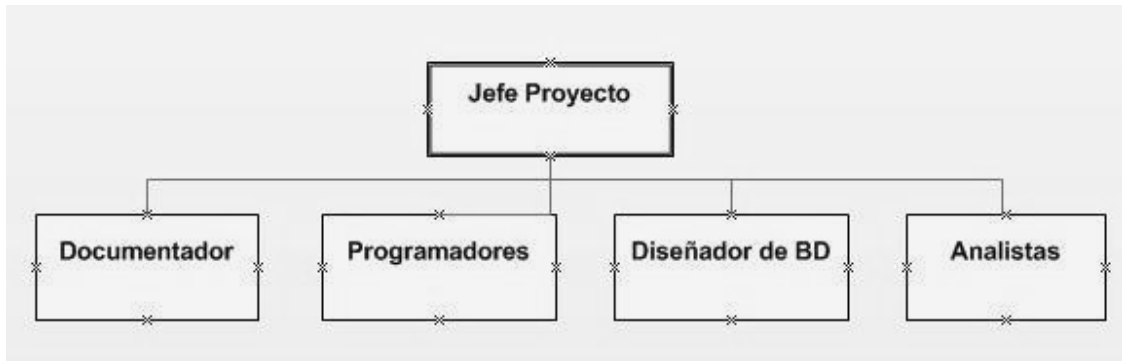 Jefe Proyecto
Documentador
Programadores
Diseñador de BD
Analistas